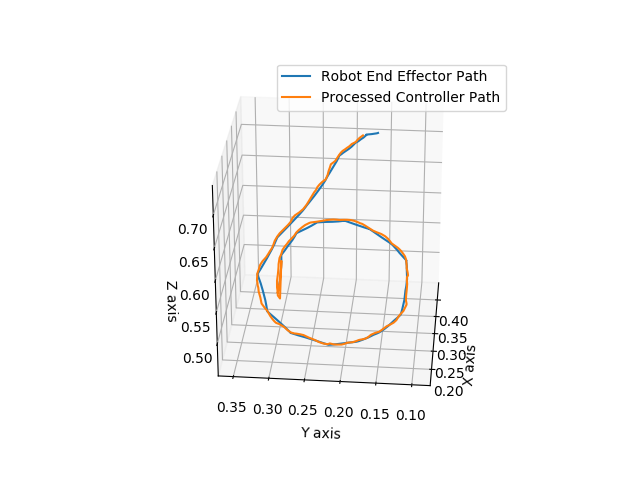 Robot End Effector Path
Processed Controller Path
0.70
0.65
0.60
0.55
0.50
Z axis
0.40
0.35
0.30
0.25
0.20
X axis
0.35 0.30 0.25 0.20 0.15 0.10
Y axis